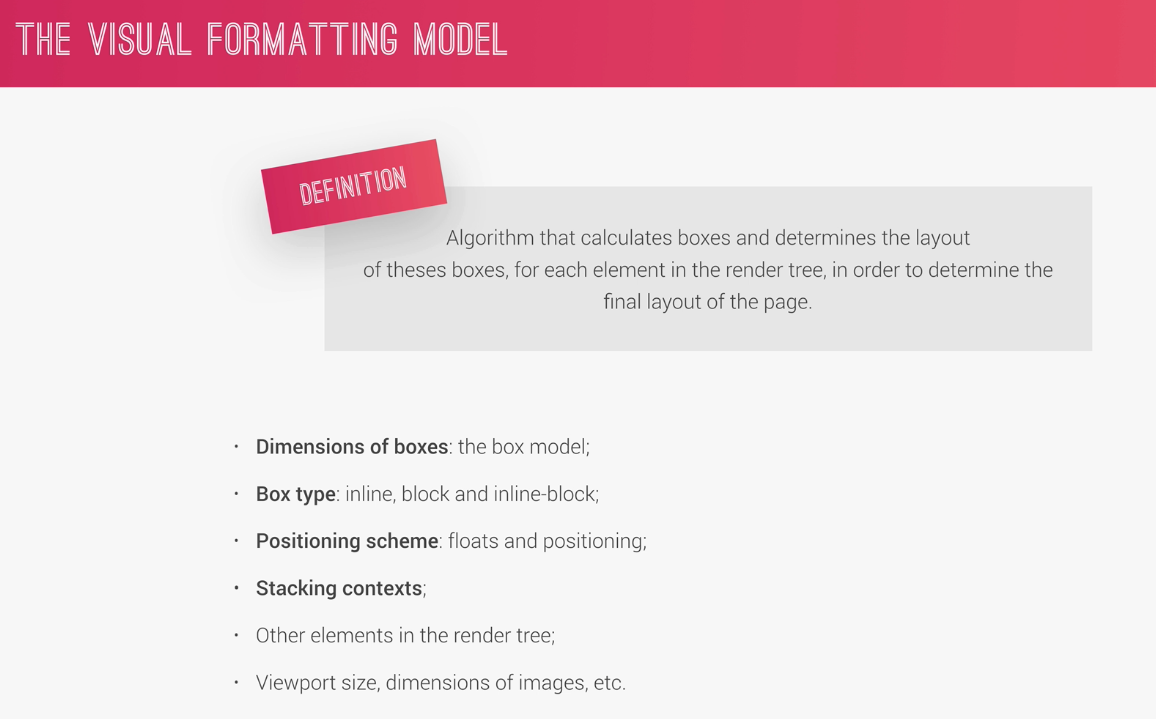 THE VISUAL FORMATTING MODEL
DEFINITION
Algorithm that calculates boxes and determines the layout
of theses boxes, for each element in the render tree, in order to determine the
final layout of the page.
• Dimensions of boxes: the box model;
• Box type: inline, block and inline-block;
• Positioning scheme: floats and positioning;
• Stacking contexts;
• Other elements in the render tree;
• Viewport size, dimensions of images, etc.